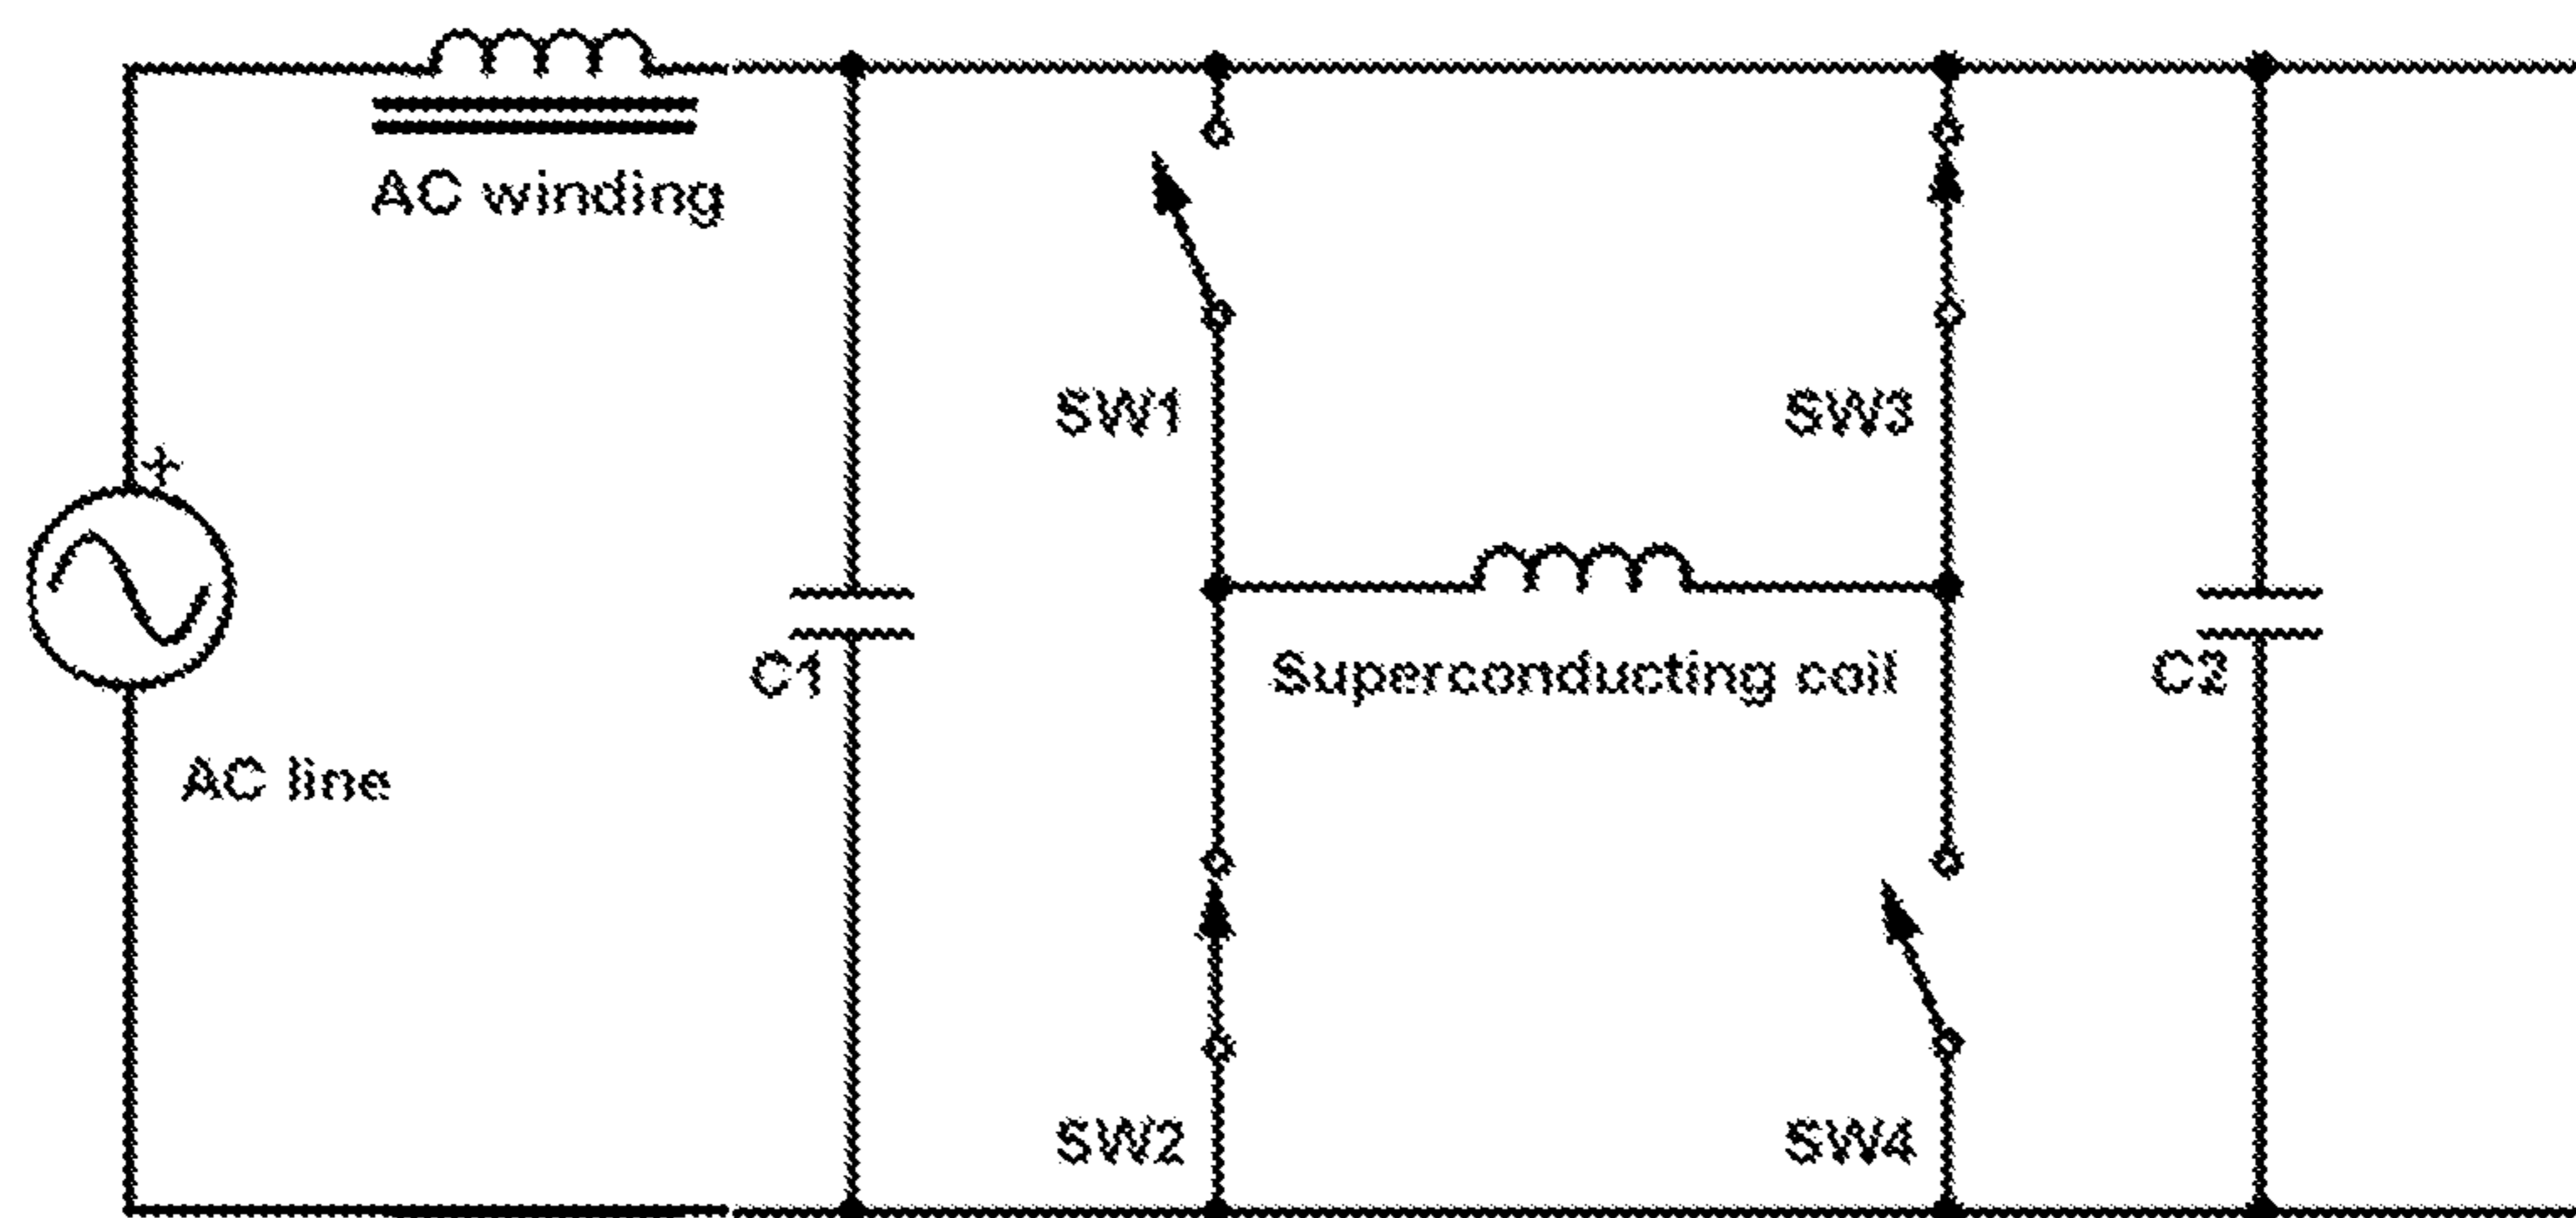 AC winding
SW1
SW3
+
C1
Superconducting coil
C2
AC line
SW2
SW4